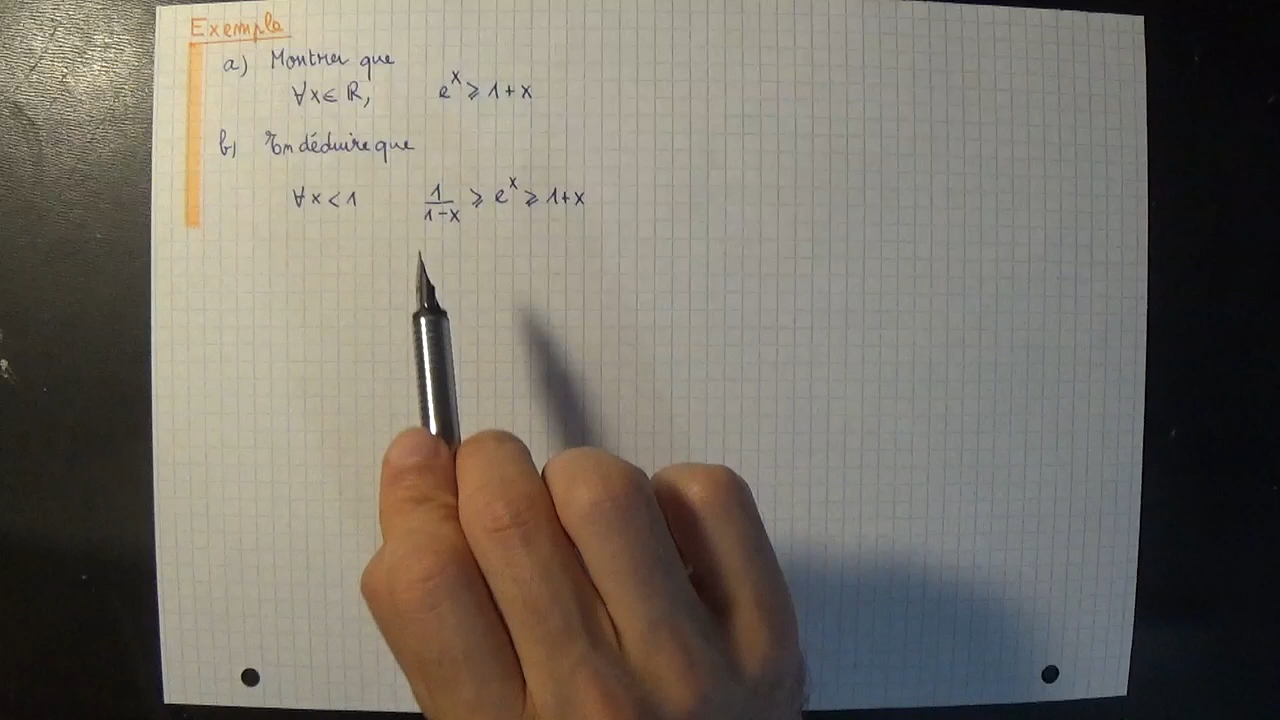 Exemple
a) Montrer que
∀x∈ℝ, e^x ⩾ 1+x
b) En déduire que
∀x<1 1/(1-x) ⩾ e^x ⩾ 1+x